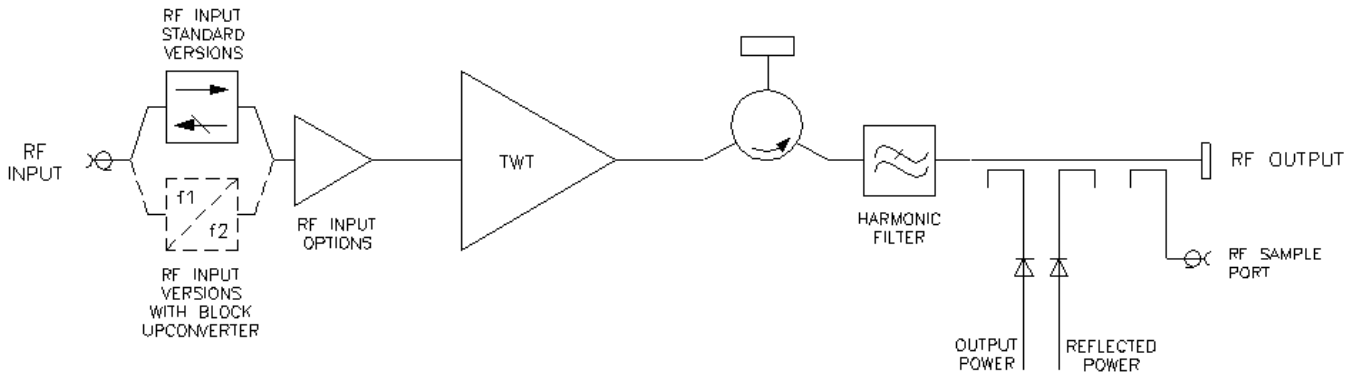 RF INPUT
STANDARD
VERSIONS
RF
INPUT
f1
f2
RF INPUT
VERSIONS
WITH BLOCK
UPCONVERTER
RF INPUT
OPTIONS
TWT
HARMONIC
FILTER
RF OUTPUT
RF SAMPLE
PORT
OUTPUT
POWER
REFLECTED
POWER